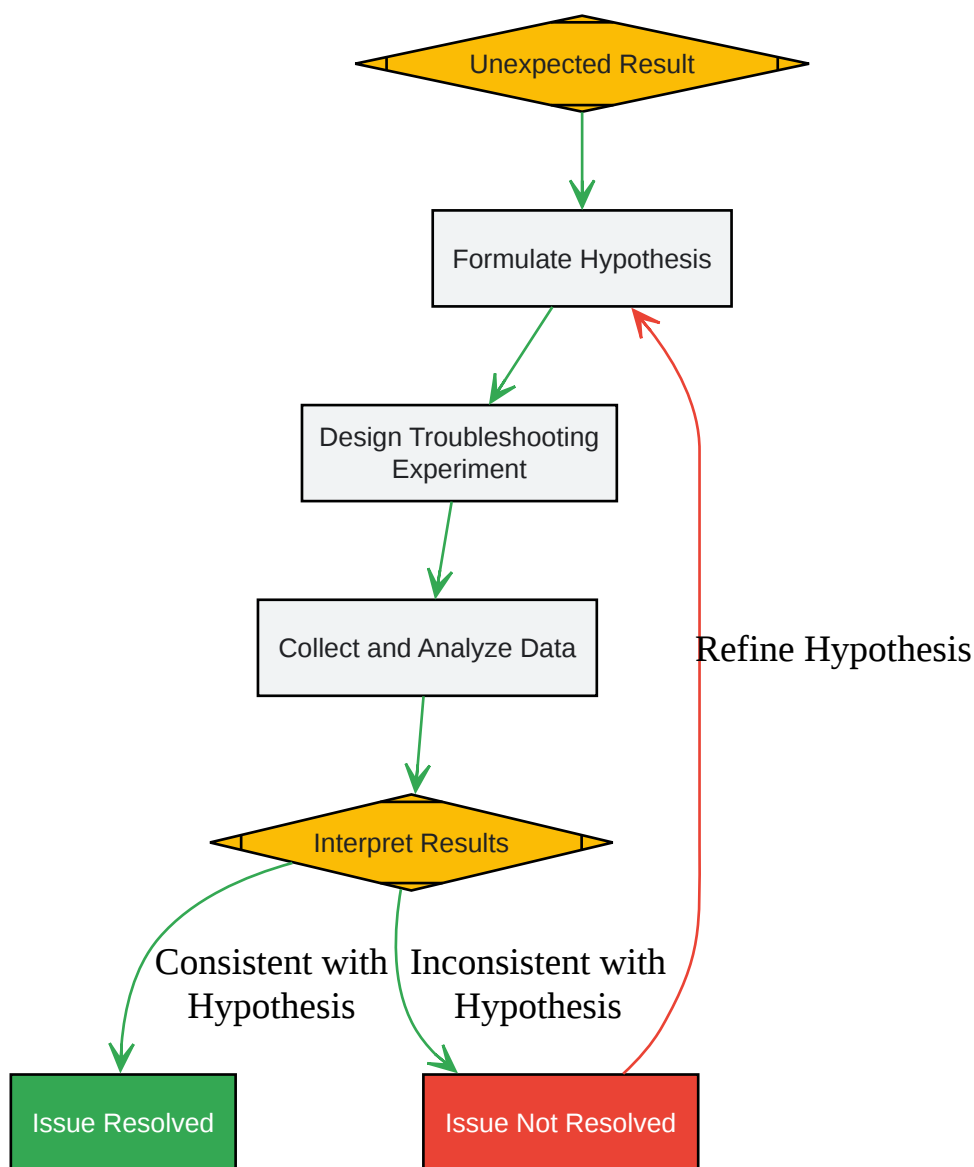 Unexpected Result
Formulate Hypothesis
Design Troubleshooting
Experiment
Collect and Analyze Data
Refine Hypothesis
Interpret Results
Consistent with
Hypothesis
Inconsistent with
Hypothesis
Issue Resolved
Issue Not Resolved